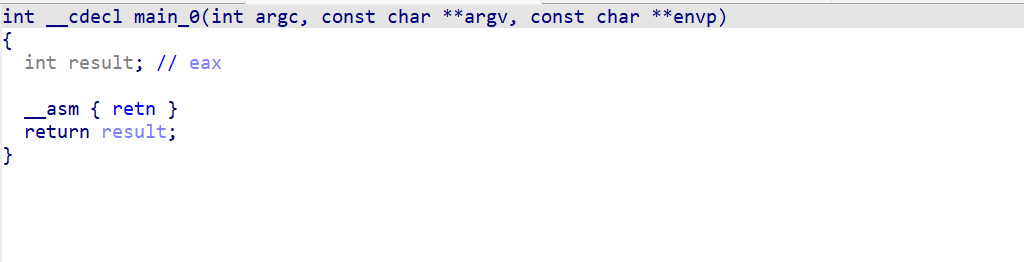 int __cdecl main_0(int argc, const char **argv, const char **envp)
{
  int result; // eax

  __asm { retn }
  return result;
}